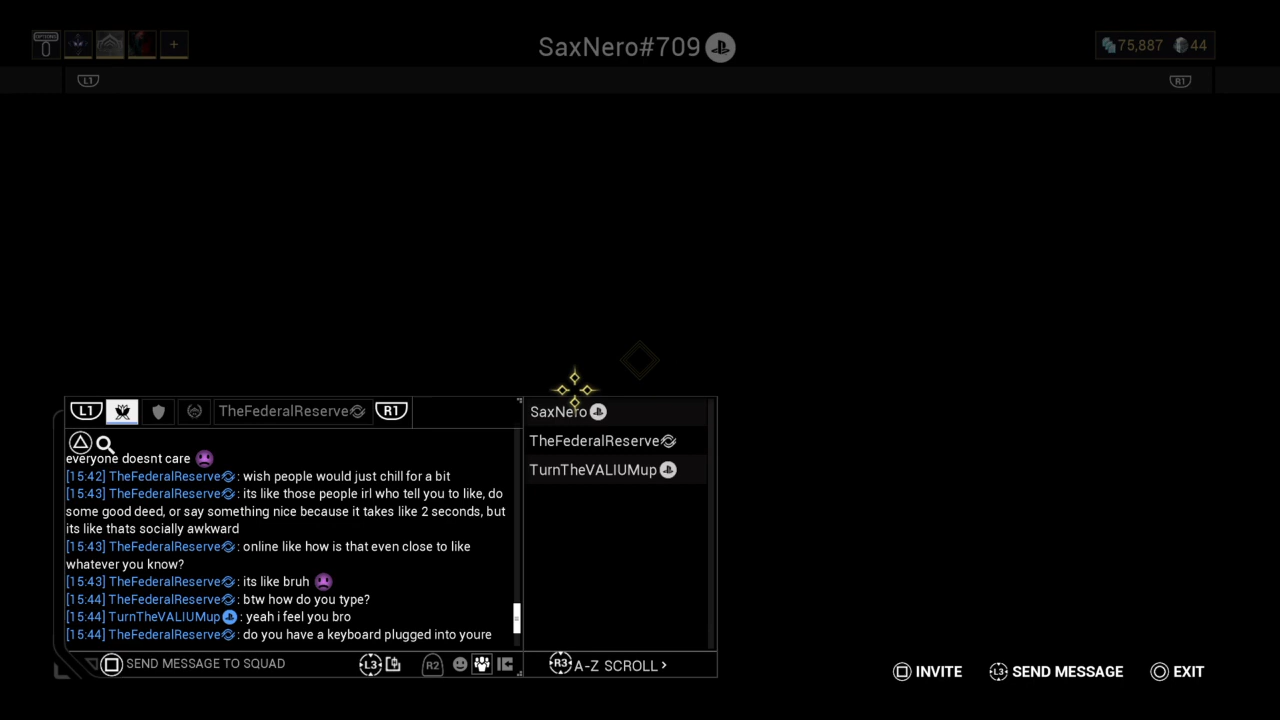 OPTIONS
SaxNero#709
75,887 44
L1 R1
L1 TheFederalReserve R1
SaxNero
everyone doesnt care
TheFederalReserve
[15:42] TheFederalReserve: wish people would just chill for a bit
TurnTheVALIUMup
[15:43] TheFederalReserve: its like those people irl who tell you to like, do
some good deed, or say something nice because it takes like 2 seconds, but
its like thats socially awkward
[15:43] TheFederalReserve: online like how is that even close to like
whatever you know?
[15:43] TheFederalReserve: its like bruh
[15:44] TheFederalReserve: btw how do you type?
[15:44] TurnTheVALIUMup: yeah i feel you bro
[15:44] TheFederalReserve: do you have a keyboard plugged into youre
SEND MESSAGE TO SQUAD L3 R2 R3 A-Z SCROLL >
INVITE L3 SEND MESSAGE EXIT